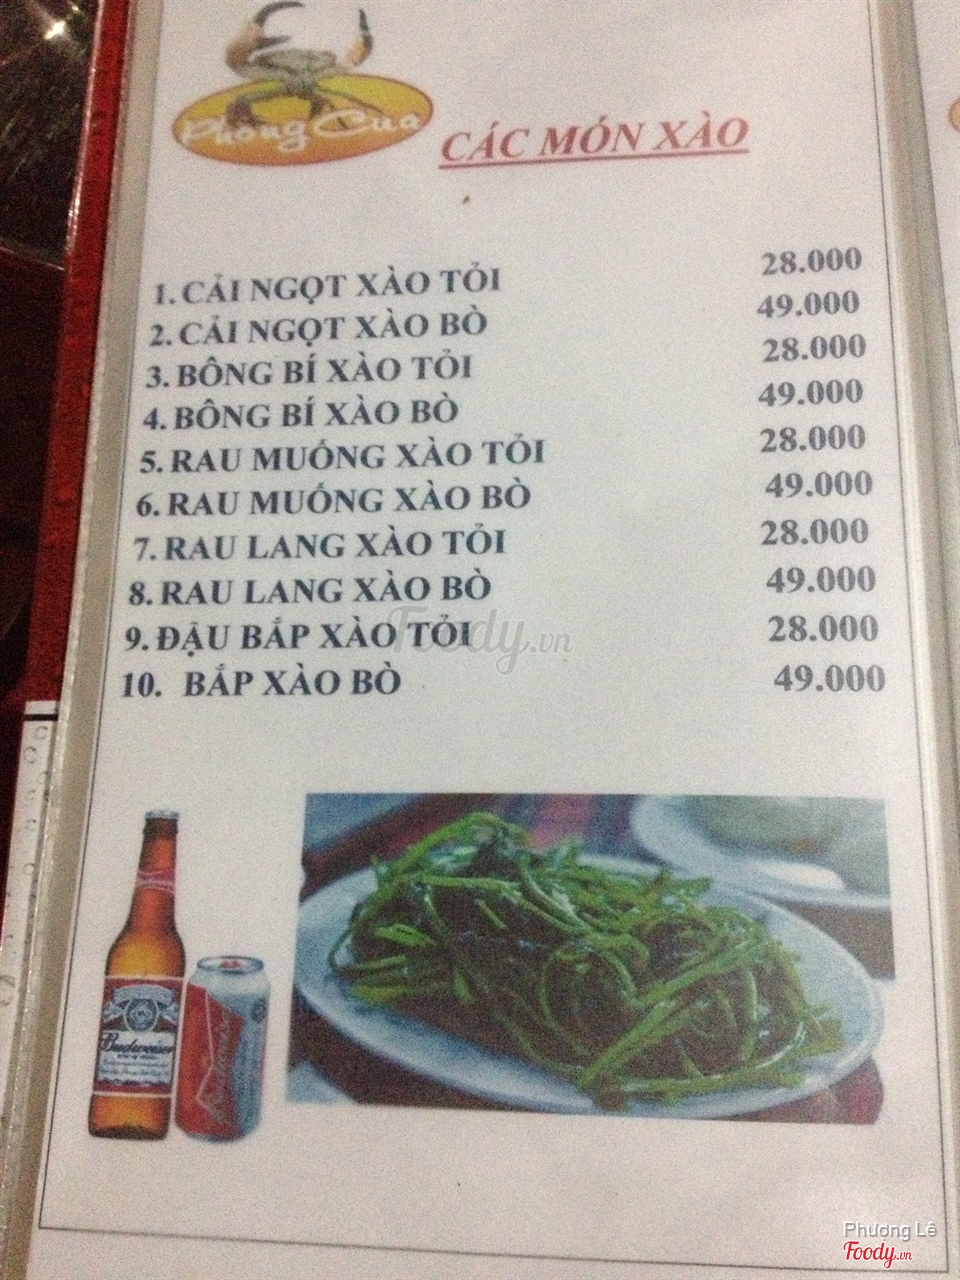 Phong Cua
CÁC MÓN XÀO
1. CẢI NGỌT XÀO TỎI 28.000
2. CẢI NGỌT XÀO BÒ 49.000
3. BÔNG BÍ XÀO TỎI 28.000
4. BÔNG BÍ XÀO BÒ 49.000
5. RAU MUỐNG XÀO TỎI 28.000
6. RAU MUỐNG XÀO BÒ 49.000
7. RAU LANG XÀO TỎI 28.000
8. RAU LANG XÀO BÒ 49.000
9. ĐẬU BẮP XÀO TỎI 28.000
10. BẮP XÀO BÒ 49.000
Foody.vn
Budweiser
Budweiser
Phượng Lê
Foody.vn